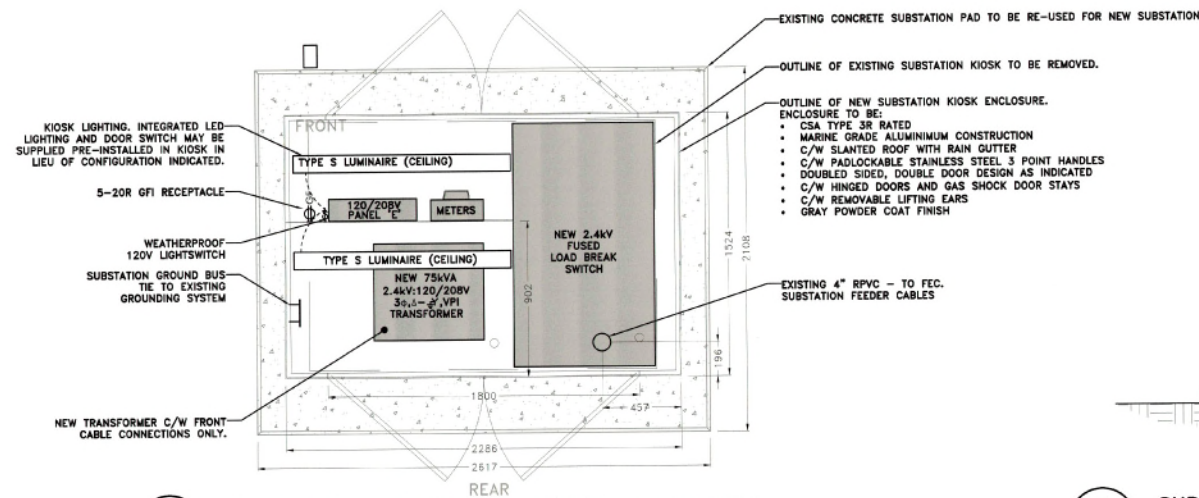 EXISTING CONCRETE SUBSTATION PAD TO BE RE-USED FOR NEW SUBSTATION
OUTLINE OF EXISTING SUBSTATION KIOSK TO BE REMOVED.
OUTLINE OF NEW SUBSTATION KIOSK ENCLOSURE.
ENCLOSURE TO BE:
• CSA TYPE 3R RATED
• MARINE GRADE ALUMINIMUM CONSTRUCTION
• C/W SLANTED ROOF WITH RAIN GUTTER
• C/W PADLOCKABLE STAINLESS STEEL 3 POINT HANDLES
• DOUBLED SIDED, DOUBLE DOOR DESIGN AS INDICATED
• C/W HINGED DOORS AND GAS SHOCK DOOR STAYS
• C/W REMOVABLE LIFTING EARS
• GRAY POWDER COAT FINISH
EXISTING 4" RPVC - TO FEC.
SUBSTATION FEEDER CABLES
KIOSK LIGHTING. INTEGRATED LED
LIGHTING AND DOOR SWITCH MAY BE
SUPPLIED PRE-INSTALLED IN KIOSK IN
LIEU OF CONFIGURATION INDICATED.
5-20R GFI RECEPTACLE
WEATHERPROOF
120V LIGHTSWITCH
SUBSTATION GROUND BUS
TIE TO EXISTING
GROUNDING SYSTEM
NEW TRANSFORMER C/W FRONT
CABLE CONNECTIONS ONLY.
FRONT
TYPE S LUMINAIRE (CEILING)
120/208V
PANEL "E"
METERS
TYPE S LUMINAIRE (CEILING)
NEW 75kVA
2.4kV:120/208V
3ϕ,Δ-,VPI
TRANSFORMER
NEW 2.4kV
FUSED
LOAD BREAK
SWITCH
902
1524
2108
196
1800
457
2286
2617
REAR